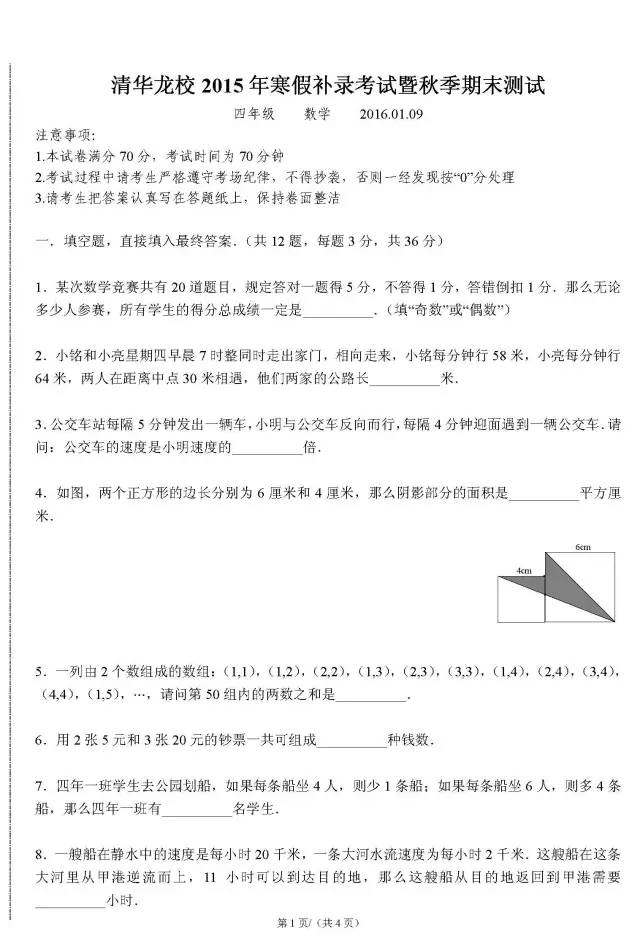 清华龙校 2015 年寒假补录考试暨秋季期末测试
四年级 数学 2016.01.09
注意事项:
1.本试卷满分 70 分，考试时间为 70 分钟
2.考试过程中请考生严格遵守考场纪律，不得抄袭，否则一经发现按“0”分处理
3.请考生把答案认真写在答题纸上，保持卷面整洁
一．填空题，直接填入最终答案.（共 12 题，每题 3 分，共 36 分）
1．某次数学竞赛共有 20 道题目，规定答对一题得 5 分，不答得 1 分，答错倒扣 1 分．那么无论
多少人参赛，所有学生的得分总成绩一定是__________．（填“奇数”或“偶数”）
2．小铭和小亮星期四早晨 7 时整同时走出家门，相向走来，小铭每分钟行 58 米，小亮每分钟行
64 米，两人在距离中点 30 米相遇，他们两家的公路长__________米．
3．公交车站每隔 5 分钟发出一辆车，小明与公交车反向而行，每隔 4 分钟迎面遇到一辆公交车．请
问：公交车的速度是小明速度的__________倍．
4．如图，两个正方形的边长分别为 6 厘米和 4 厘米，那么阴影部分的面积是__________平方厘
米．
6cm
4cm
5．一列由 2 个数组成的数组：（1,1），（1,2），（2,2），（1,3），（2,3），（3,3），（1,4），（2,4），（3,4），
（4,4），（1,5），…，请问第 50 组内的两数之和是__________．
6．用 2 张 5 元和 3 张 20 元的钞票一共可组成__________种钱数．
7．四年一班学生去公园划船，如果每条船坐 4 人，则少 1 条船；如果每条船坐 6 人，则多 4 条
船，那么四年一班有__________名学生．
8．一艘船在静水中的速度是每小时 20 千米，一条大河水流速度为每小时 2 千米．这艘船在这条
大河里从甲港逆流而上，11 小时可以到达目的地，那么这艘船从目的地返回到甲港需要
__________小时．
第 1 页/（共 4 页）